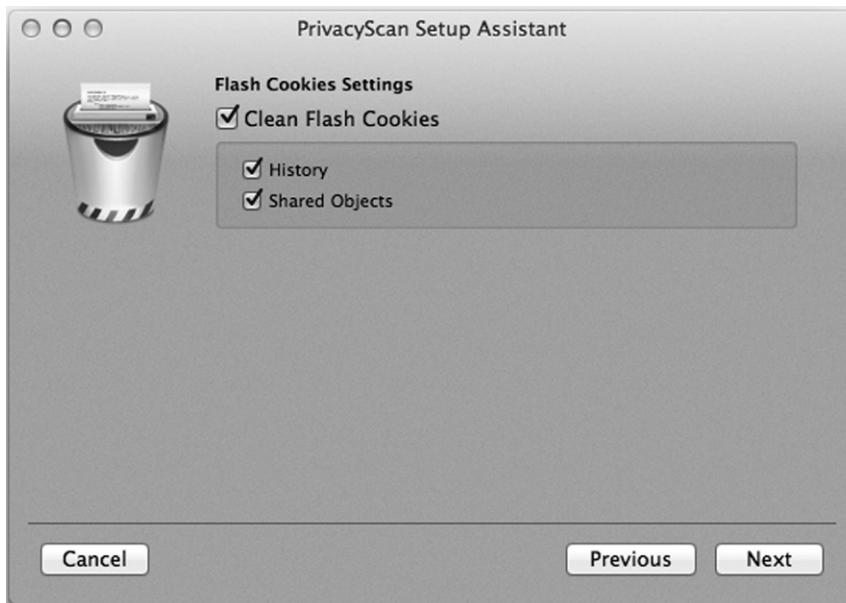 PrivacyScan Setup Assistant
Flash Cookies Settings
Clean Flash Cookies
History
Shared Objects
Cancel
Previous
Next